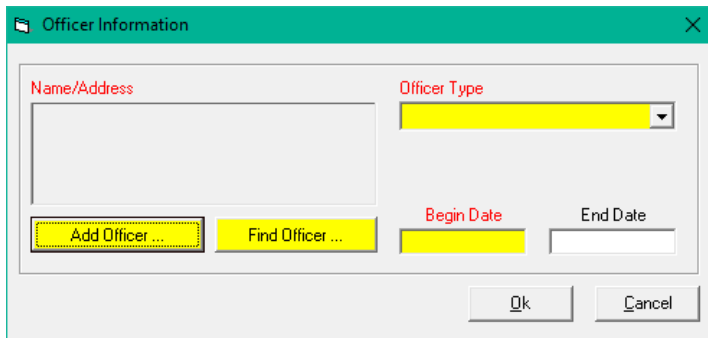 Officer Information
Name/Address
Officer Type
Add Officer ...
Find Officer ...
Begin Date
End Date
Ok
Cancel